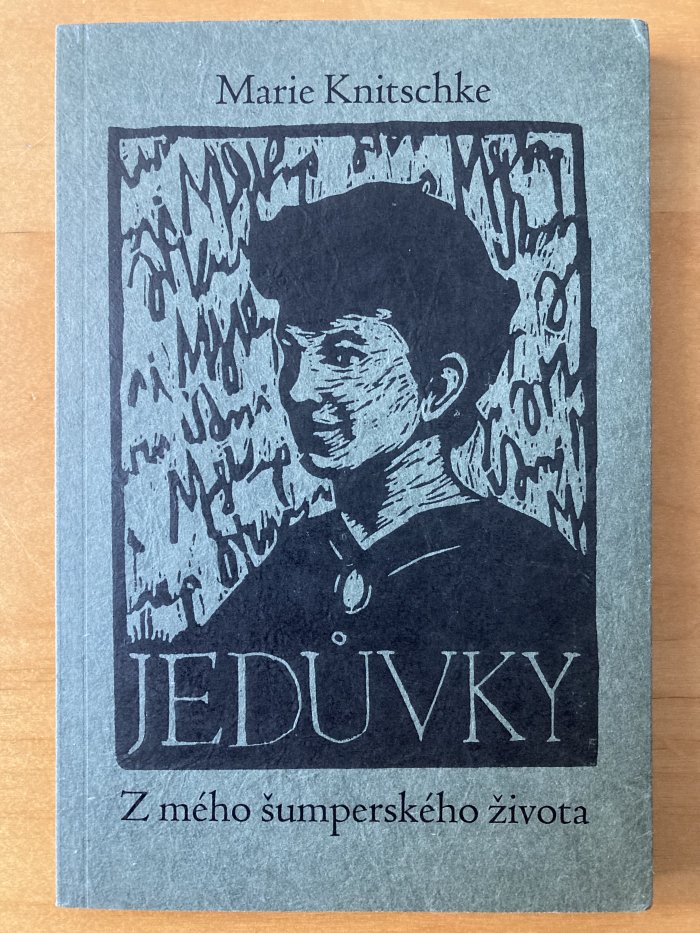 Marie Knitschke
JEDŮVKY
Z mého šumperského života